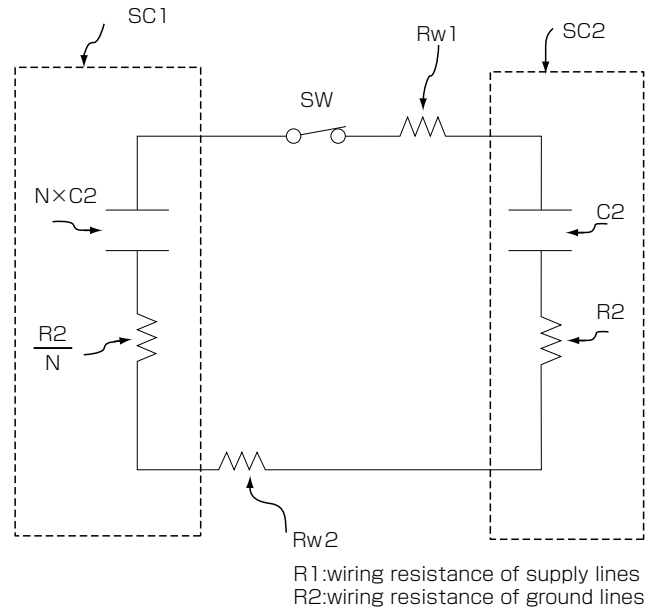 SC1
Rw1
SC2
SW
N×C2
C2
R2
N
R2
Rw2
R1:wiring resistance of supply lines
R2:wiring resistance of ground lines